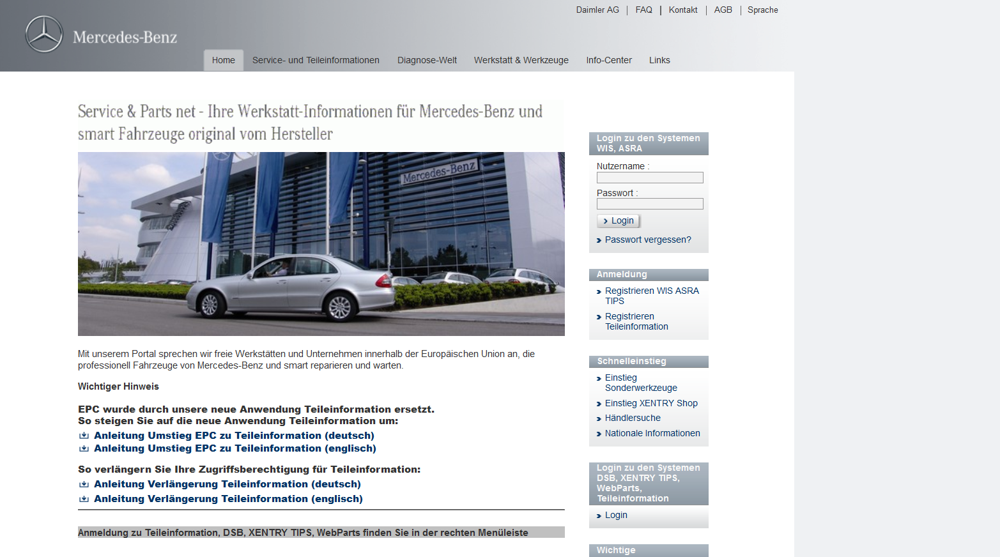 Daimler AG | FAQ | Kontakt | AGB | Sprache
Mercedes-Benz
Home Service- und Teileinformationen Diagnose-Welt Werkstatt & Werkzeuge Info-Center Links
Service & Parts net - Ihre Werkstatt-Informationen für Mercedes-Benz und
smart Fahrzeuge original vom Hersteller
Mercedes-Benz
Mit unserem Portal sprechen wir freie Werkstätten und Unternehmen innerhalb der Europäischen Union an, die
professionell Fahrzeuge von Mercedes-Benz und smart reparieren und warten.
Wichtiger Hinweis
EPC wurde durch unsere neue Anwendung Teileinformation ersetzt.
So steigen Sie auf die neue Anwendung Teileinformation um:
Anleitung Umstieg EPC zu Teileinformation (deutsch)
Anleitung Umstieg EPC zu Teileinformation (englisch)
So verlängern Sie Ihre Zugriffsberechtigung für Teileinformation:
Anleitung Verlängerung Teileinformation (deutsch)
Anleitung Verlängerung Teileinformation (englisch)
Anmeldung zu Teileinformation, DSB, XENTRY TIPS, WebParts finden Sie in der rechten Menüleiste
Login zu den Systemen
WIS, ASRA
Nutzername :
Passwort :
Login
Passwort vergessen?
Anmeldung
Registrieren WIS ASRA
TIPS
Registrieren
Teileinformation
Schnelleinstieg
Einstieg
Sonderwerkzeuge
Einstieg XENTRY Shop
Händlersuche
Nationale Informationen
Login zu den Systemen
DSB, XENTRY TIPS,
WebParts,
Teileinformation
Login
Wichtige